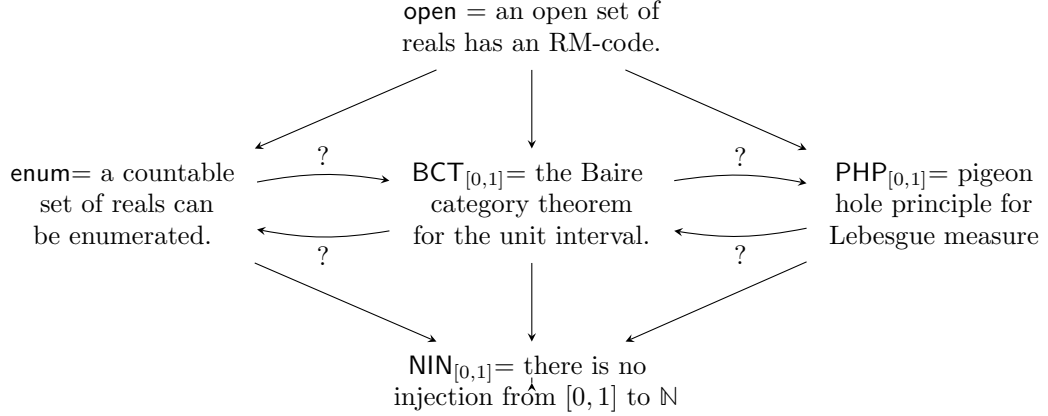 open = an open set of
reals has an RM-code.
enum= a countable
set of reals can
be enumerated.
?
?
BCT[0,1]= the Baire
category theorem
for the unit interval.
?
?
PHP[0,1]= pigeon
hole principle for
Lebesgue measure
NIN[0,1]= there is no
injection from [0, 1] to ℕ